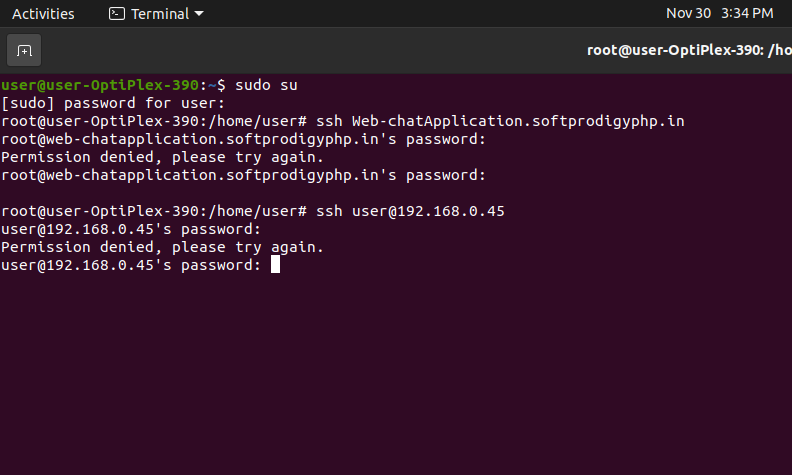 Activities Terminal Nov 30 3:34 PM
root@user-OptiPlex-390: /ho
user@user-OptiPlex-390:~$ sudo su
[sudo] password for user:
root@user-OptiPlex-390:/home/user# ssh Web-chatApplication.softprodigyphp.in
root@web-chatapplication.softprodigyphp.in's password:
Permission denied, please try again.
root@web-chatapplication.softprodigyphp.in's password:
root@user-OptiPlex-390:/home/user# ssh user@192.168.0.45
user@192.168.0.45's password:
Permission denied, please try again.
user@192.168.0.45's password: